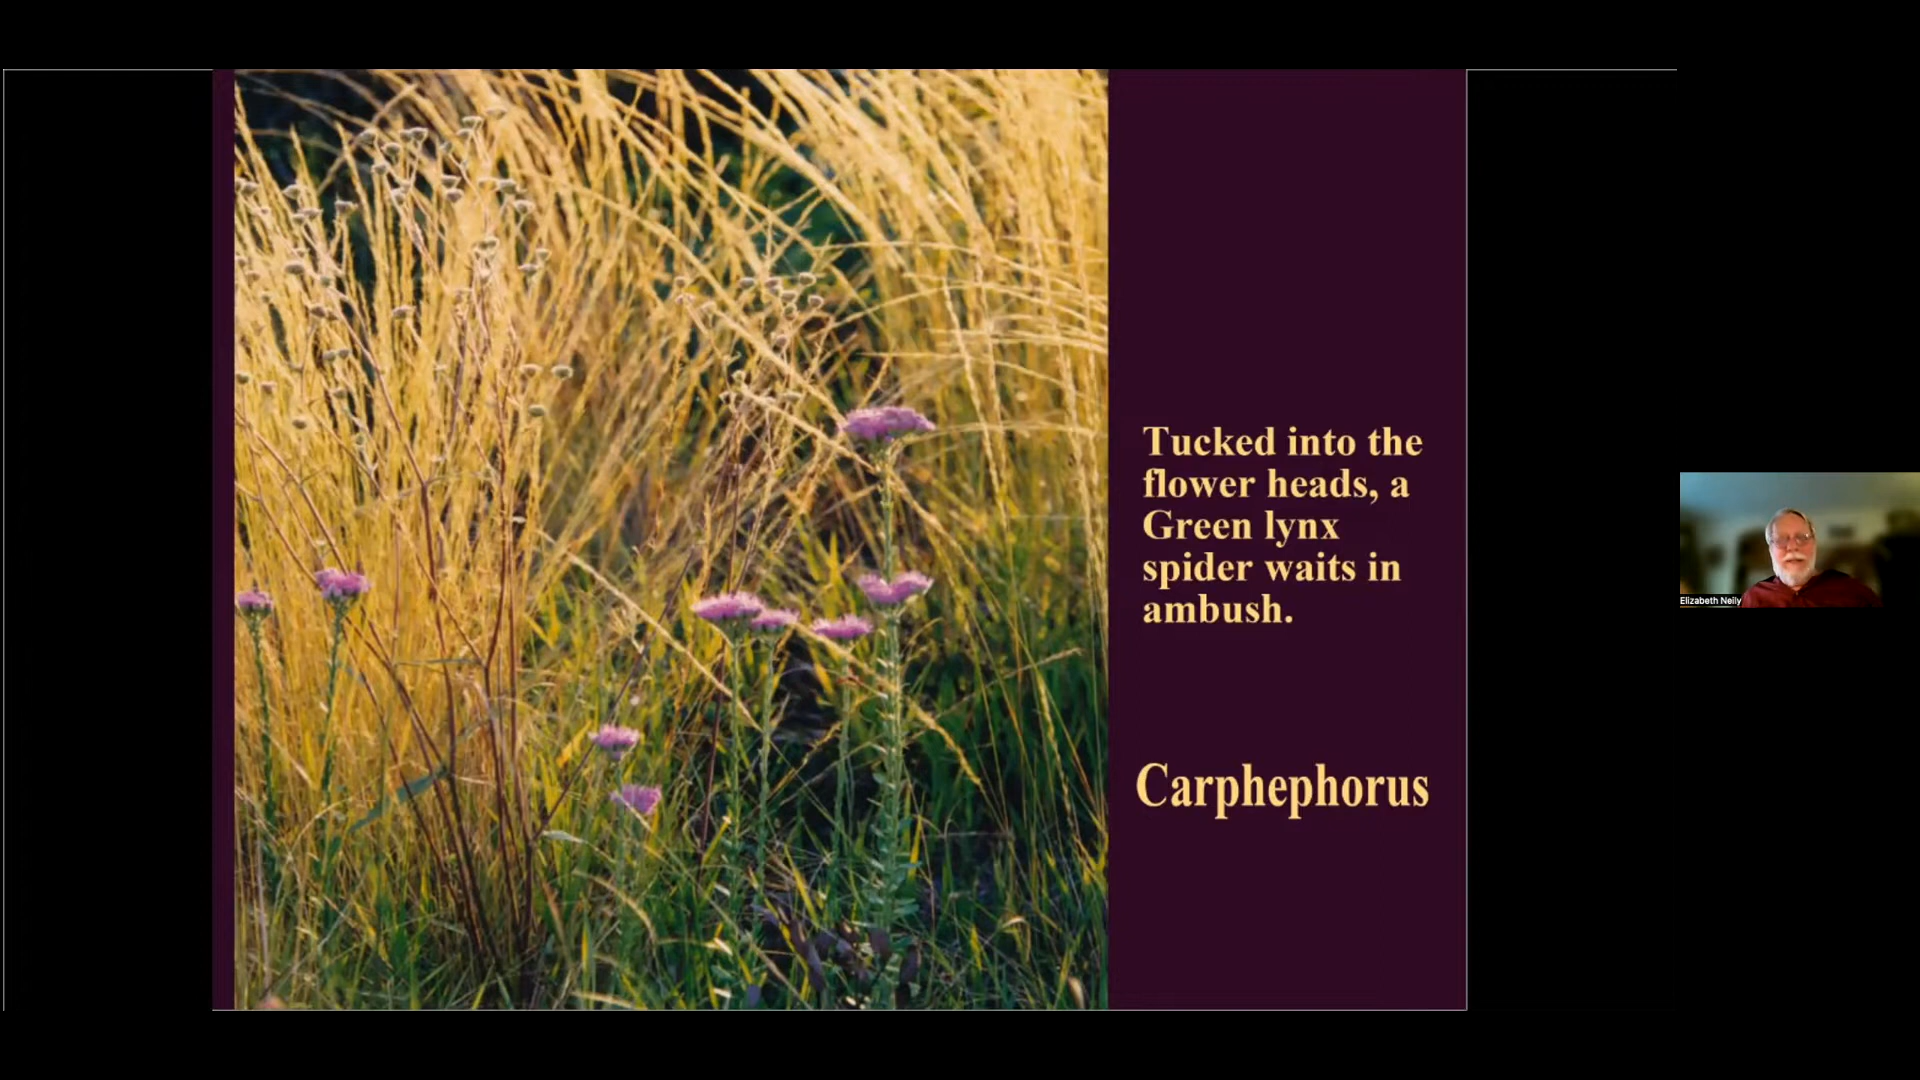 Tucked into the
flower heads, a
Green lynx
spider waits in
ambush.
Carphephorus
Elizabeth Neily